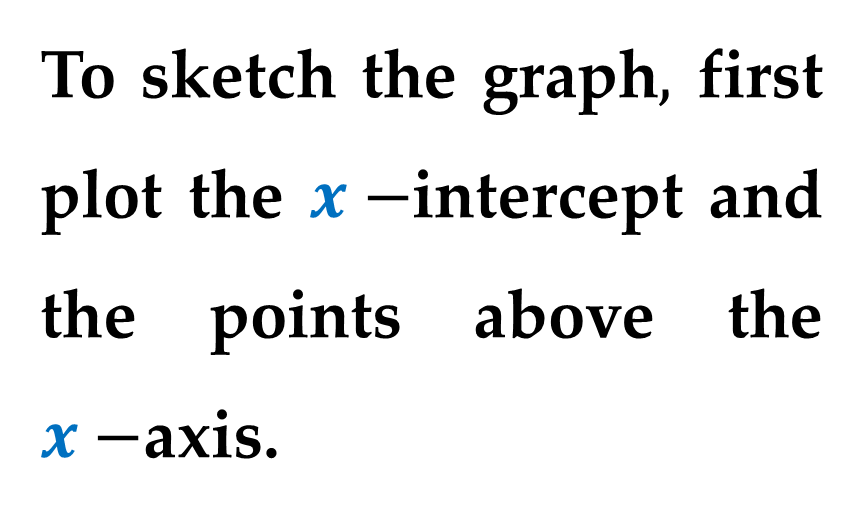 To sketch the graph, first
plot the x –intercept and
the points above the
x –axis.